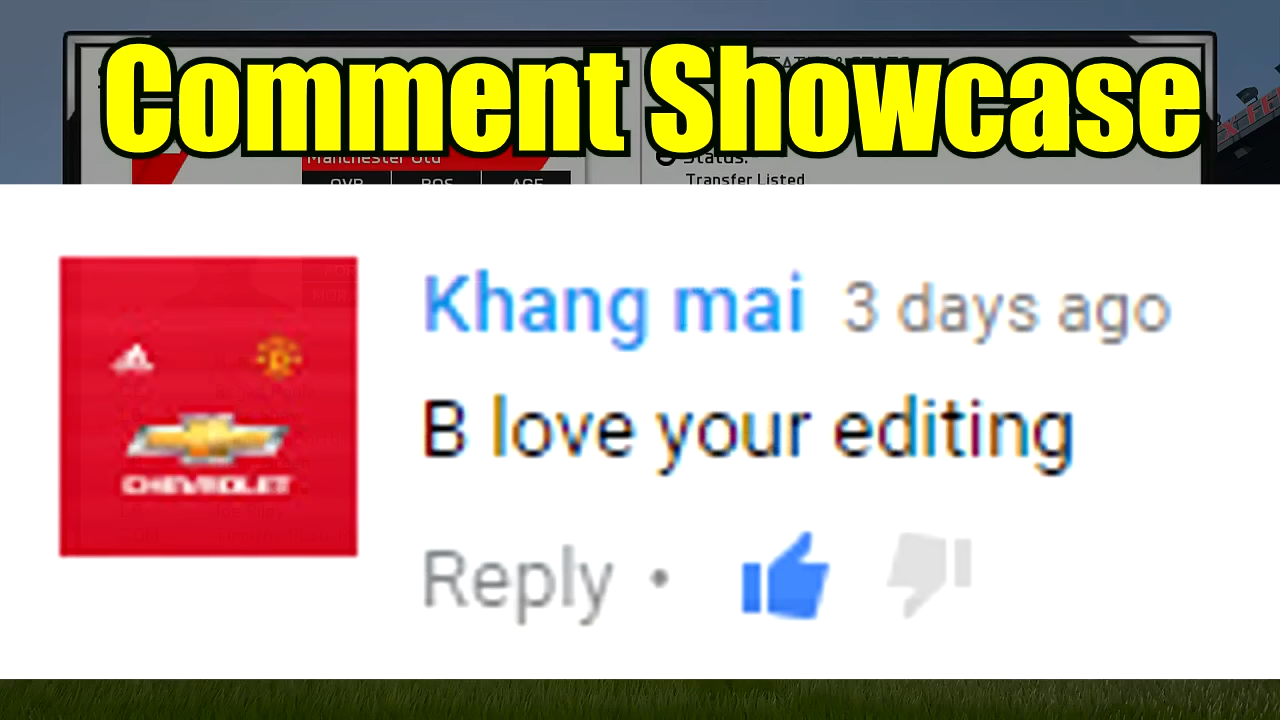 Comment Showcase
Manchester Utd
Status:
OVR POS AGE
Transfer Listed
Khang mai 3 days ago
B love your editing
CHEVROLET
Reply •